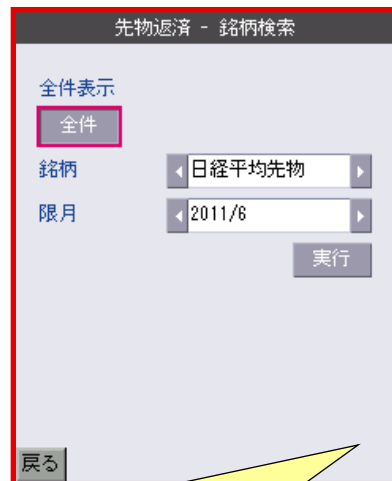 先物返済 - 銘柄検索
全件表示
全件
銘柄 日経平均先物
限月 2011/6
実行
戻る